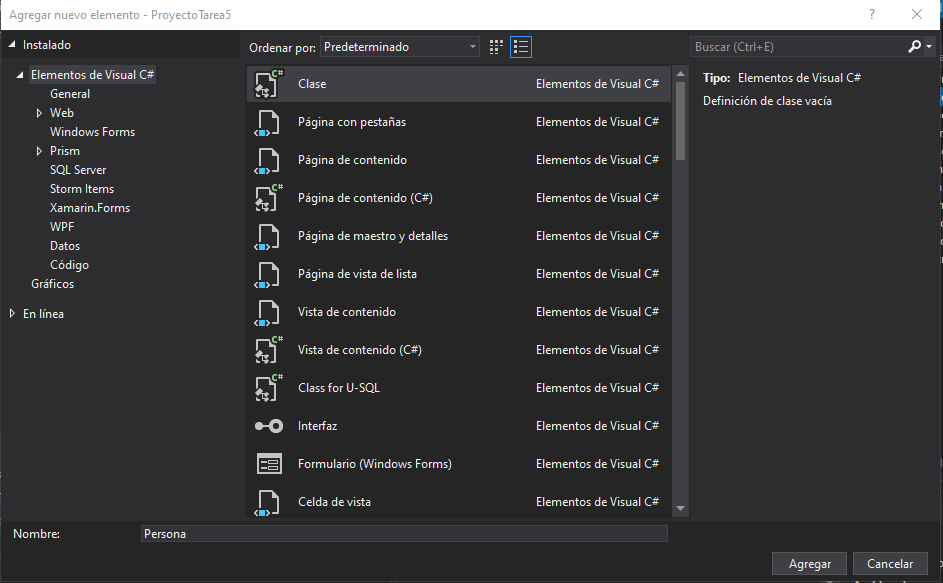 Agregar nuevo elemento - ProyectoTarea5
?
Instalado
Elementos de Visual C#
General
Web
Windows Forms
Prism
SQL Server
Storm Items
Xamarin.Forms
WPF
Datos
Código
Gráficos
En línea
Ordenar por: Predeterminado
C# Clase Elementos de Visual C#
Página con pestañas Elementos de Visual C#
Página de contenido Elementos de Visual C#
C# Página de contenido (C#) Elementos de Visual C#
Página de maestro y detalles Elementos de Visual C#
Página de vista de lista Elementos de Visual C#
Vista de contenido Elementos de Visual C#
C# Vista de contenido (C#) Elementos de Visual C#
C# Class for U-SQL Elementos de Visual C#
Interfaz Elementos de Visual C#
Formulario (Windows Forms) Elementos de Visual C#
Celda de vista Elementos de Visual C#
Buscar (Ctrl+E)
Tipo: Elementos de Visual C#
Definición de clase vacía
Nombre: Persona
Agregar Cancelar